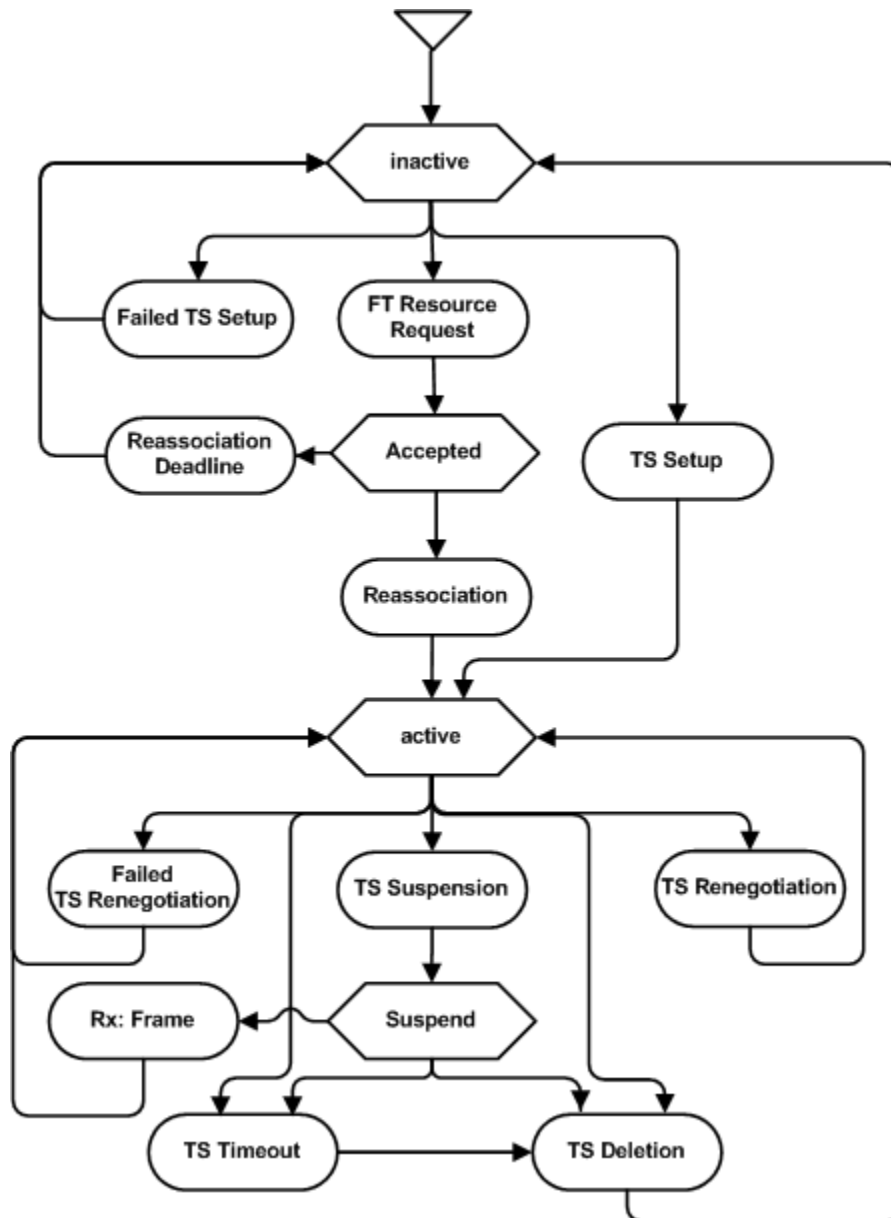 inactive
Failed TS Setup
FT Resource
Request
Reassociation
Deadline
Accepted
TS Setup
Reassociation
active
Failed
TS Renegotiation
TS Suspension
TS Renegotiation
Rx: Frame
Suspend
TS Timeout
TS Deletion